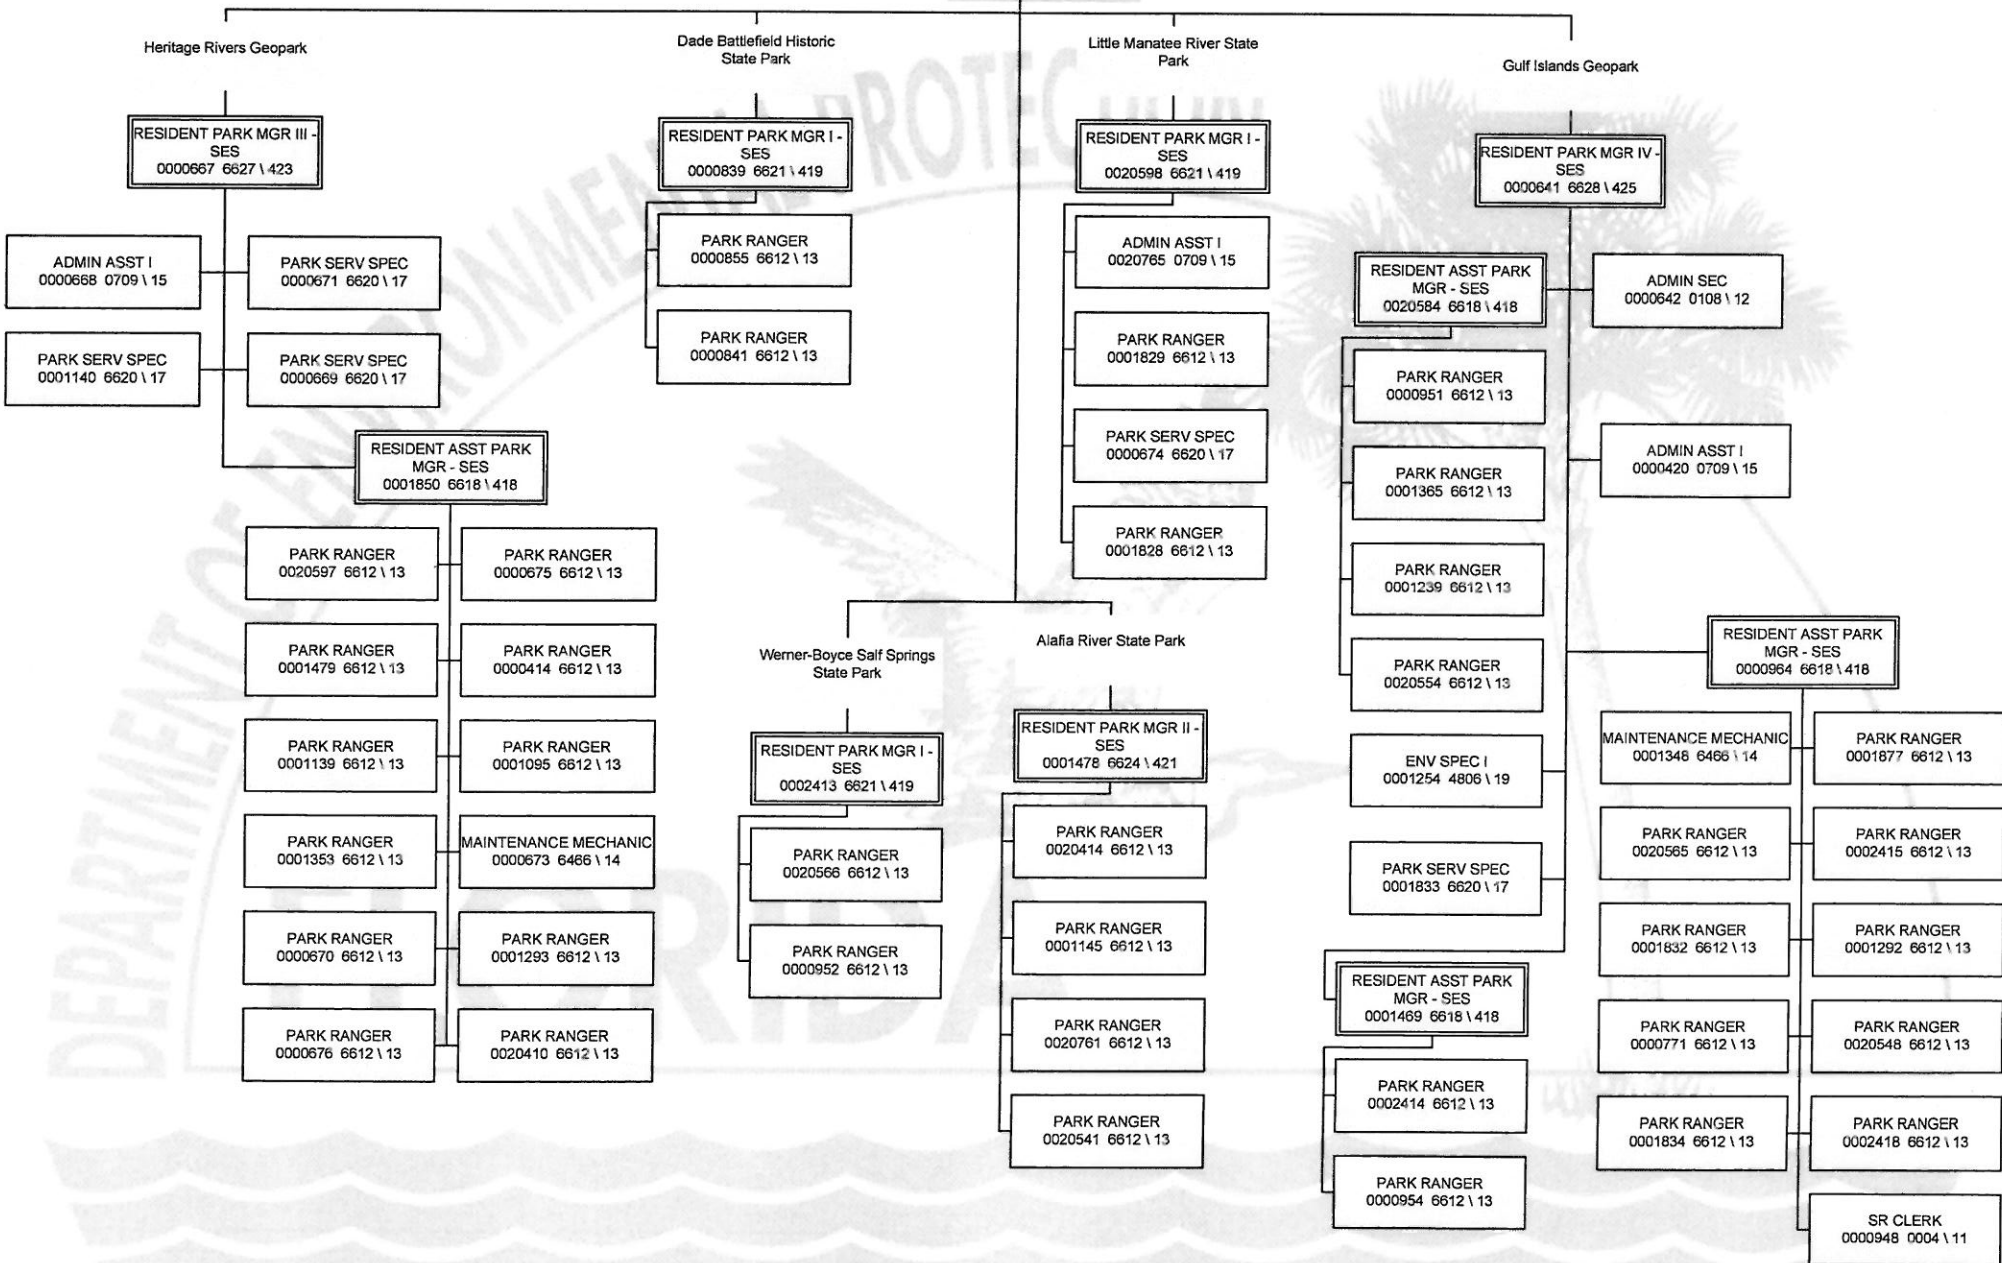 Heritage Rivers Geopark
RESIDENT PARK MGR III -
SES
0000667 6627 \ 423
ADMIN ASST I
0000668 0709 \ 15
PARK SERV SPEC
0000671 6620 \ 17
PARK SERV SPEC
0001140 6620 \ 17
PARK SERV SPEC
0000669 6620 \ 17
RESIDENT ASST PARK
MGR - SES
0001850 6618 \ 418
PARK RANGER
0020597 6612 \ 13
PARK RANGER
0000675 6612 \ 13
PARK RANGER
0001479 6612 \ 13
PARK RANGER
0000414 6612 \ 13
PARK RANGER
0001139 6612 \ 13
PARK RANGER
0001095 6612 \ 13
PARK RANGER
0001353 6612 \ 13
MAINTENANCE MECHANIC
0000673 6466 \ 14
PARK RANGER
0000670 6612 \ 13
PARK RANGER
0001293 6612 \ 13
PARK RANGER
0000676 6612 \ 13
PARK RANGER
0020410 6612 \ 13
Dade Battlefield Historic
State Park
RESIDENT PARK MGR I -
SES
0000839 6621 \ 419
PARK RANGER
0000855 6612 \ 13
PARK RANGER
0000841 6612 \ 13
Werner-Boyce Salf Springs
State Park
RESIDENT PARK MGR I -
SES
0002413 6621 \ 419
PARK RANGER
0020566 6612 \ 13
PARK RANGER
0000952 6612 \ 13
Alafia River State Park
RESIDENT PARK MGR II -
SES
0001478 6624 \ 421
PARK RANGER
0020414 6612 \ 13
PARK RANGER
0001145 6612 \ 13
PARK RANGER
0020761 6612 \ 13
PARK RANGER
0020541 6612 \ 13
Little Manatee River State
Park
RESIDENT PARK MGR I -
SES
0020598 6621 \ 419
ADMIN ASST I
0020765 0709 \ 15
PARK RANGER
0001829 6612 \ 13
PARK SERV SPEC
0000674 6620 \ 17
PARK RANGER
0001828 6612 \ 13
Gulf Islands Geopark
RESIDENT PARK MGR IV -
SES
0000641 6628 \ 425
RESIDENT ASST PARK
MGR - SES
0020584 6618 \ 418
ADMIN SEC
0000642 0108 \ 12
PARK RANGER
0000951 6612 \ 13
PARK RANGER
0001365 6612 \ 13
PARK RANGER
0001239 6612 \ 13
PARK RANGER
0020554 6612 \ 13
ADMIN ASST I
0000420 0709 \ 15
ENV SPEC I
0001254 4806 \ 19
PARK SERV SPEC
0001833 6620 \ 17
RESIDENT ASST PARK
MGR - SES
0001469 6618 \ 418
PARK RANGER
0002414 6612 \ 13
PARK RANGER
0000954 6612 \ 13
RESIDENT ASST PARK
MGR - SES
0000964 6618 \ 418
MAINTENANCE MECHANIC
0001348 6466 \ 14
PARK RANGER
0001877 6612 \ 13
PARK RANGER
0020565 6612 \ 13
PARK RANGER
0002415 6612 \ 13
PARK RANGER
0001832 6612 \ 13
PARK RANGER
0001292 6612 \ 13
PARK RANGER
0000771 6612 \ 13
PARK RANGER
0020548 6612 \ 13
PARK RANGER
0001834 6612 \ 13
PARK RANGER
0002418 6612 \ 13
SR CLERK
0000948 0004 \ 11
DEPARTMENT OF ENVIRONMENTAL PROTECTION
FLORIDA